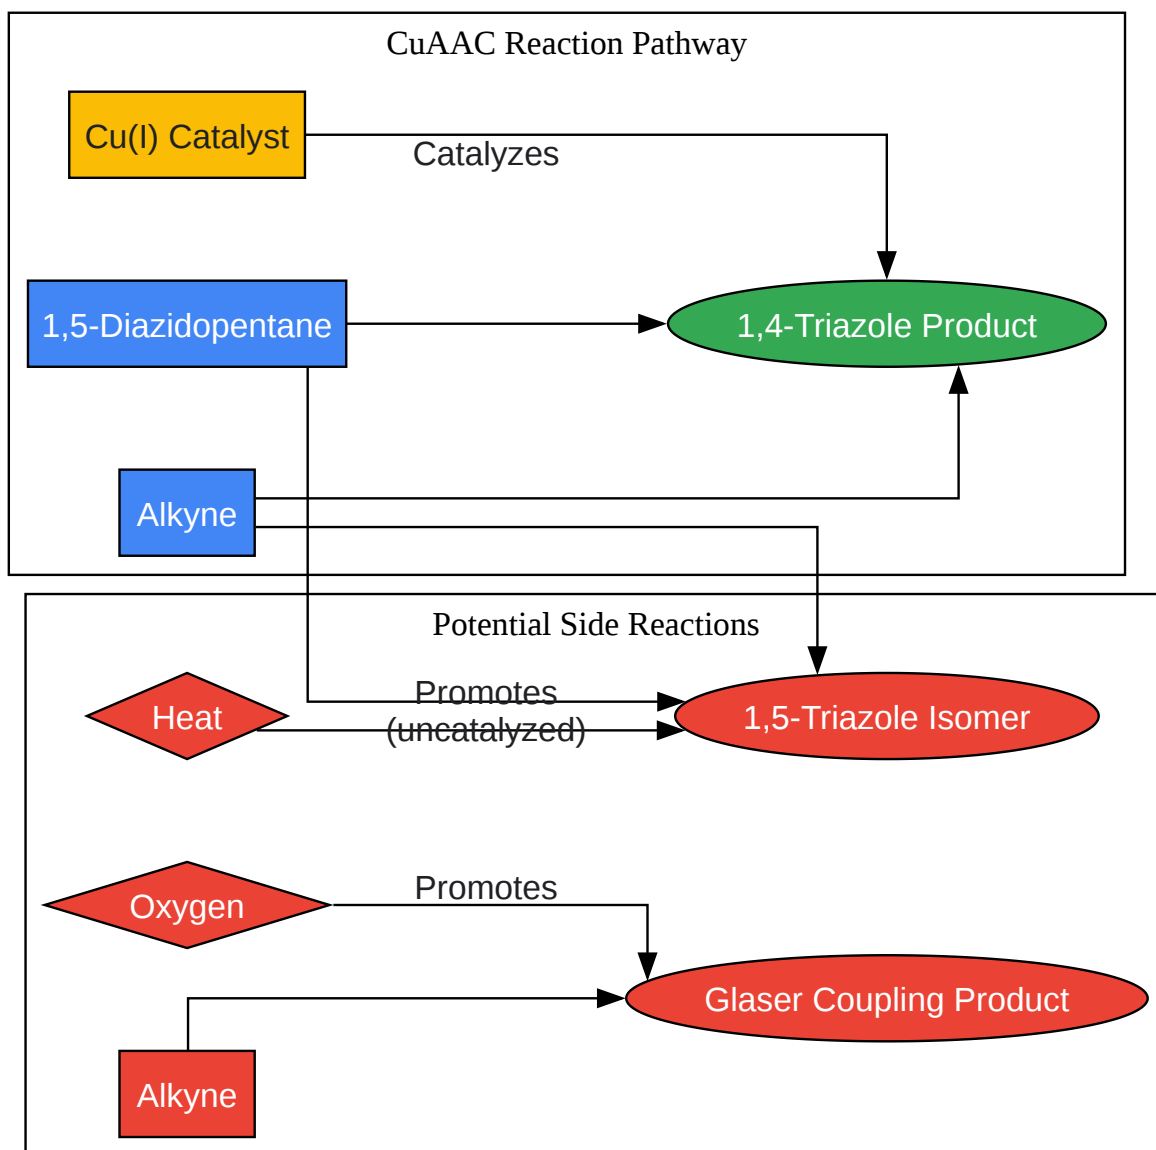 CuAAC Reaction Pathway
Cu(I) Catalyst
Catalyzes
1,5-Diazidopentane
1,4-Triazole Product
Alkyne
Potential Side Reactions
Heat
Promotes
(uncatalyzed)
1,5-Triazole Isomer
Oxygen
Promotes
Glaser Coupling Product
Alkyne